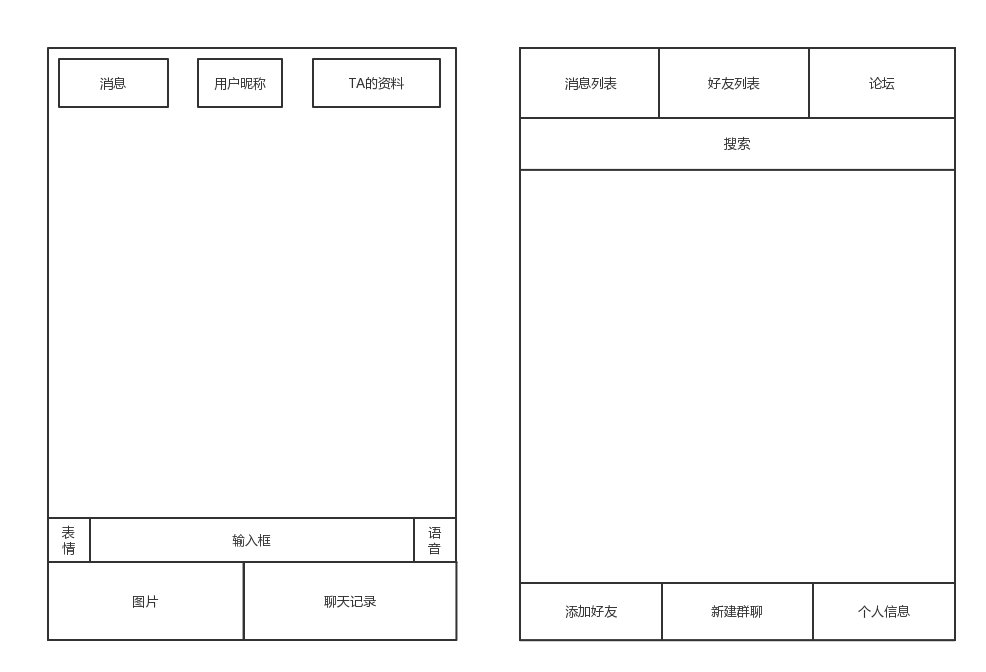 消息
用户昵称
TA的资料
表
情
输入框
语
音
图片
聊天记录
消息列表
好友列表
论坛
搜索
添加好友
新建群聊
个人信息